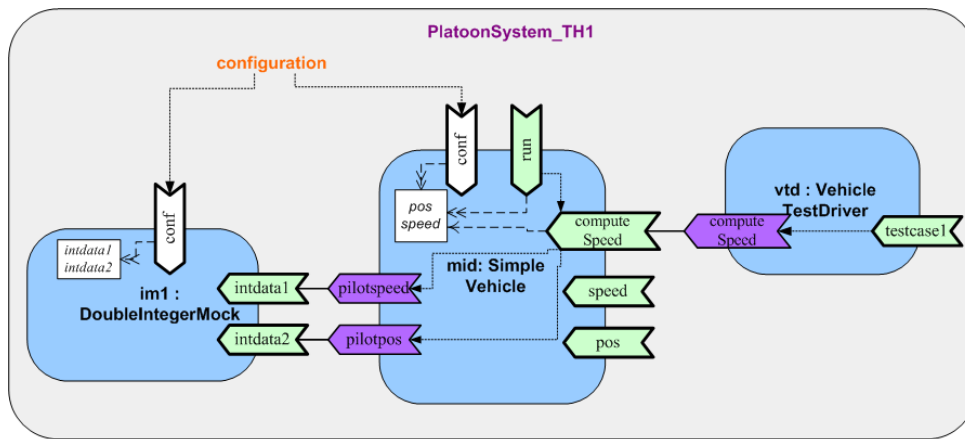 PlatoonSystem_TH1
configuration
conf
run
pos
speed
compute
Speed
vtd : Vehicle
TestDriver
compute
Speed
testcase1
conf
intdata1
intdata2
im1 :
DoubleIntegerMock
intdata1
pilotspeed
mid: Simple
Vehicle
speed
intdata2
pilotpos
pos